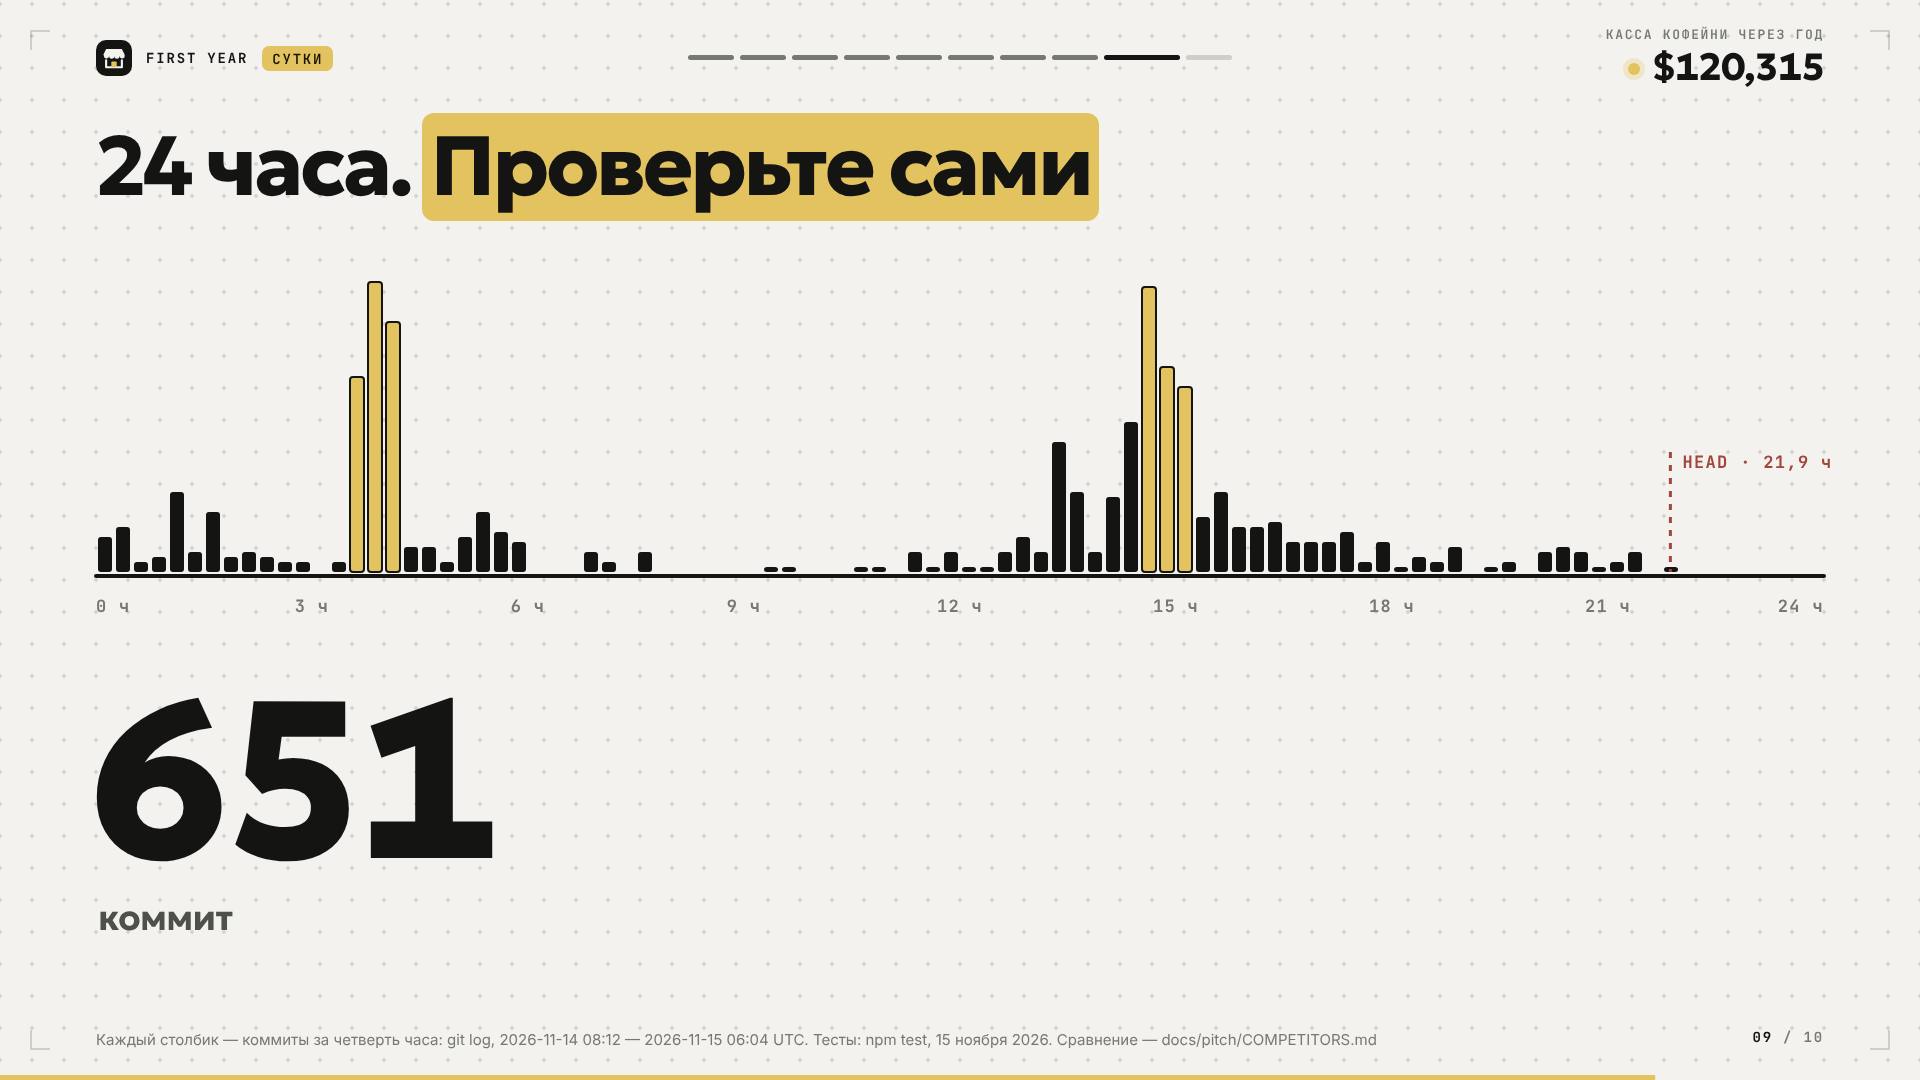 FIRST YEAR СУТКИ
КАССА КОФЕЙНИ ЧЕРЕЗ ГОД
$120,315
24 часа. Проверьте сами
HEAD · 21,9 ч
0 ч 3 ч 6 ч 9 ч 12 ч 15 ч 18 ч 21 ч 24 ч
651
коммит
Каждый столбик — коммиты за четверть часа: git log, 2026-11-14 08:12 — 2026-11-15 06:04 UTC. Тесты: npm test, 15 ноября 2026. Сравнение — docs/pitch/COMPETITORS.md
09 / 10